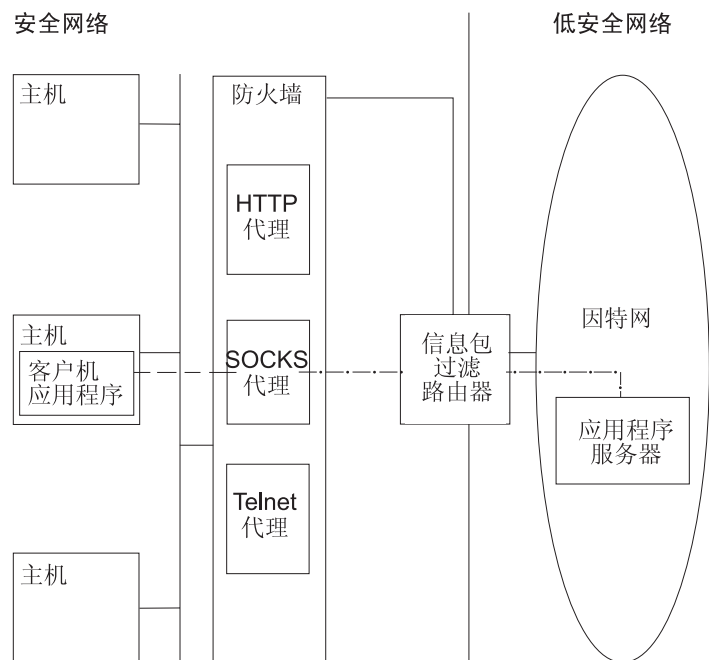 安全网络
低安全网络
主机
防火墙
HTTP
代理
主机
客户机
应用程序
SOCKS
代理
信息包
过滤
路由器
因特网
应用程序
服务器
Telnet
代理
主机